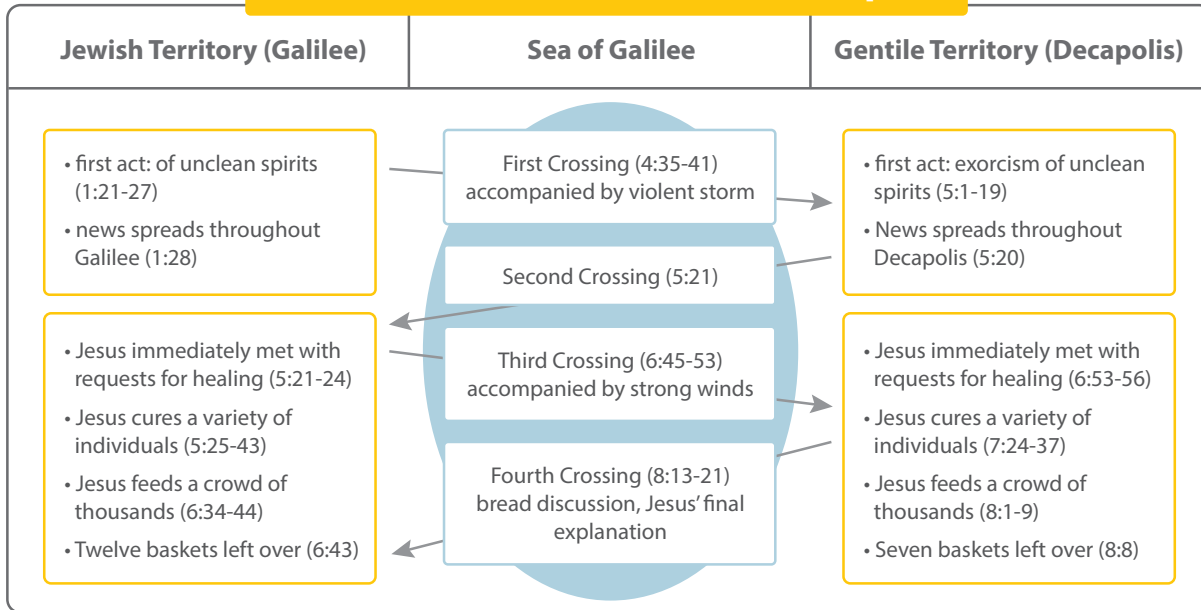 Jewish Territory (Galilee)
Sea of Galilee
Gentile Territory (Decapolis)
• first act: of unclean spirits
(1:21-27)
• news spreads throughout
Galilee (1:28)
First Crossing (4:35-41)
accompanied by violent storm
• first act: exorcism of unclean
spirits (5:1-19)
• News spreads throughout
Decapolis (5:20)
Second Crossing (5:21)
• Jesus immediately met with
requests for healing (5:21-24)
• Jesus cures a variety of
individuals (5:25-43)
• Jesus feeds a crowd of
thousands (6:34-44)
• Twelve baskets left over (6:43)
Third Crossing (6:45-53)
accompanied by strong winds
Fourth Crossing (8:13-21)
bread discussion, Jesus’ final
explanation
• Jesus immediately met with
requests for healing (6:53-56)
• Jesus cures a variety of
individuals (7:24-37)
• Jesus feeds a crowd of
thousands (8:1-9)
• Seven baskets left over (8:8)